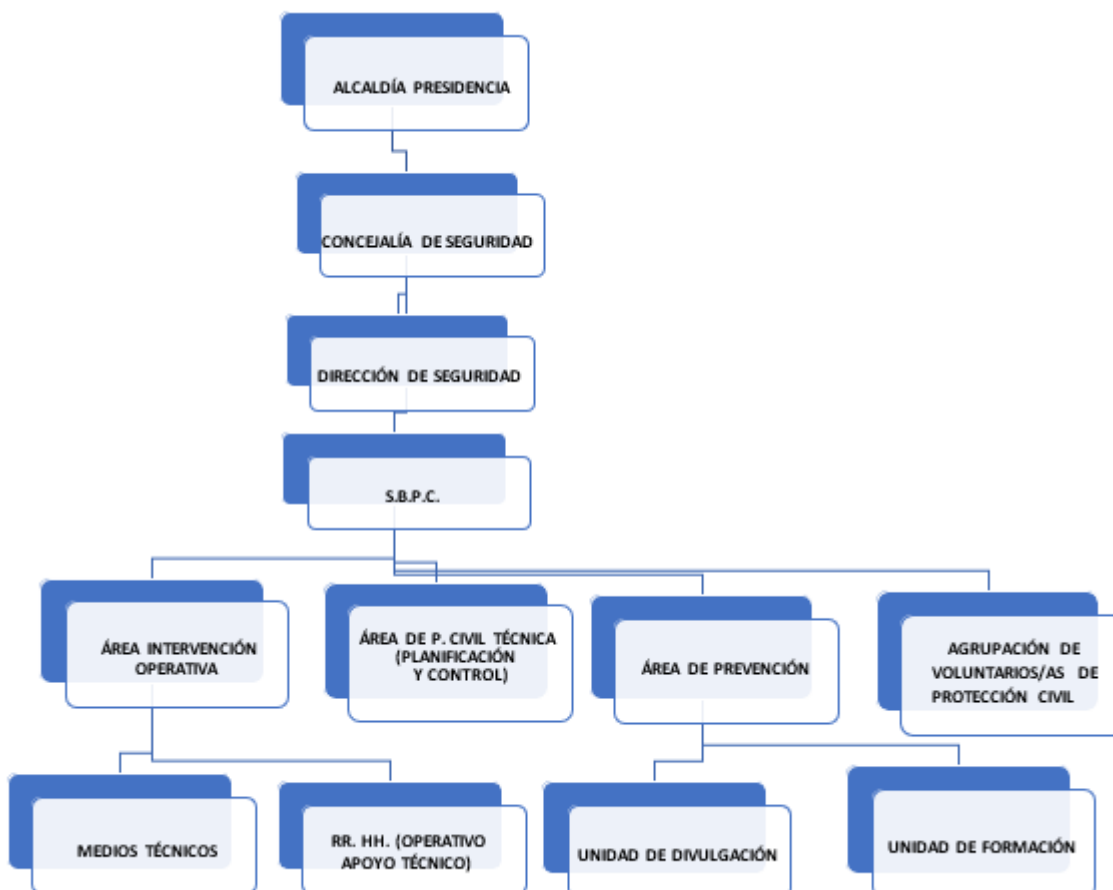 ALCALDÍA PRESIDENCIA
CONCEJALÍA DE SEGURIDAD
DIRECCIÓN DE SEGURIDAD
S.B.P.C.
ÁREA INTERVENCIÓN
OPERATIVA
ÁREA DE P. CIVIL TÉCNICA
(PLANIFICACIÓN
Y CONTROL)
ÁREA DE PREVENCIÓN
AGRUPACIÓN DE
VOLUNTARIOS/AS DE
PROTECCIÓN CIVIL
MEDIOS TÉCNICOS
RR. HH. (OPERATIVO
APOYO TÉCNICO)
UNIDAD DE DIVULGACIÓN
UNIDAD DE FORMACIÓN